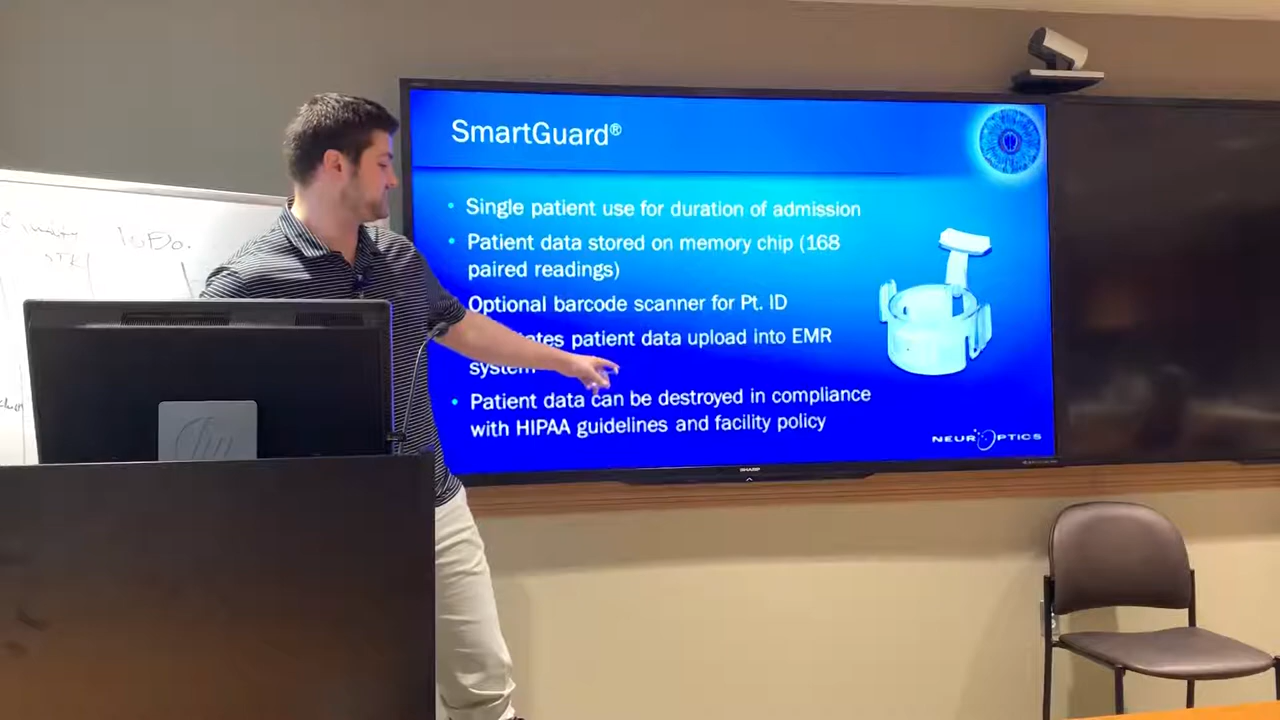 SmartGuard®
• Single patient use for duration of admission
• Patient data stored on memory chip (168
paired readings)
Optional barcode scanner for Pt. ID
patient data upload into EMR
system
• Patient data can be destroyed in compliance
with HIPAA guidelines and facility policy
NEUROPTICS
SHARP
hp